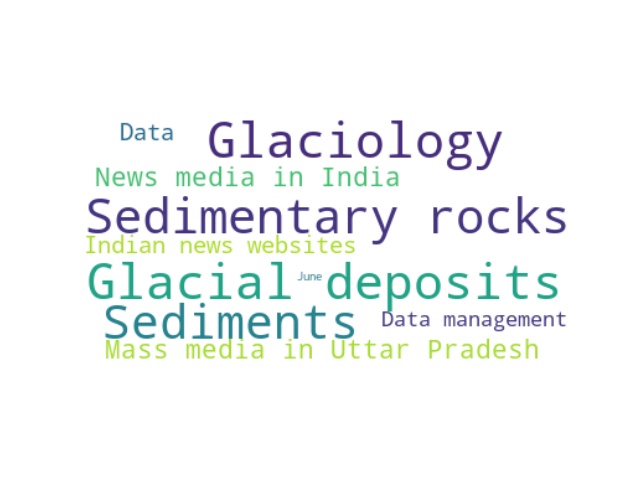 Data
Glaciology
News media in India
Sedimentary rocks
Indian news websites
Glacial deposits
June
Sediments
Data management
Mass media in Uttar Pradesh